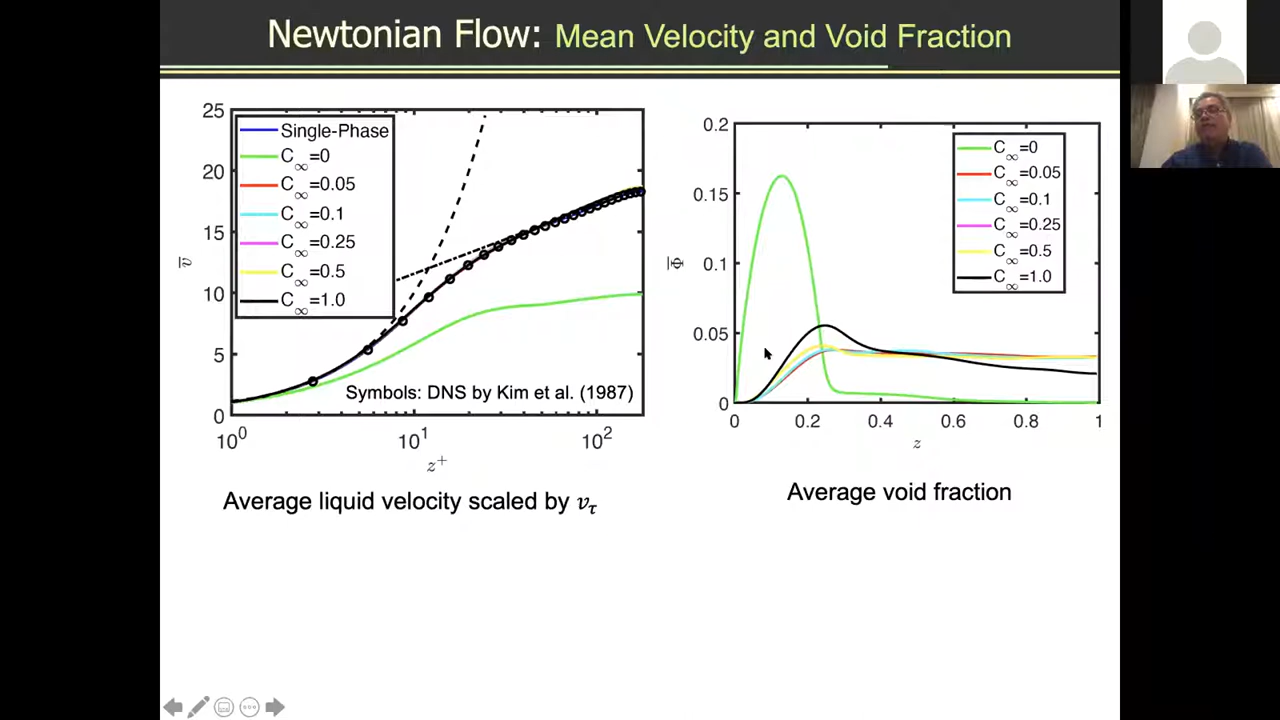 Newtonian Flow: Mean Velocity and Void Fraction
25
20
15
10
5
0
v̅
Single-Phase
C∞=0
C∞=0.05
C∞=0.1
C∞=0.25
C∞=0.5
C∞=1.0
Symbols: DNS by Kim et al. (1987)
10⁰
10¹
10²
z⁺
Average liquid velocity scaled by vτ
0.2
0.15
0.1
0.05
0
Φ̅
C∞=0
C∞=0.05
C∞=0.1
C∞=0.25
C∞=0.5
C∞=1.0
0 0.2 0.4 0.6 0.8 1
z
Average void fraction